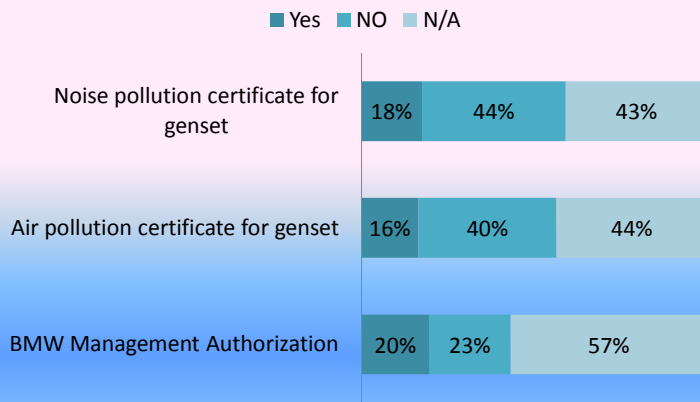 Yes NO N/A
Noise pollution certificate for
genset
18% 44% 43%
Air pollution certificate for genset
16% 40% 44%
BMW Management Authorization
20% 23% 57%